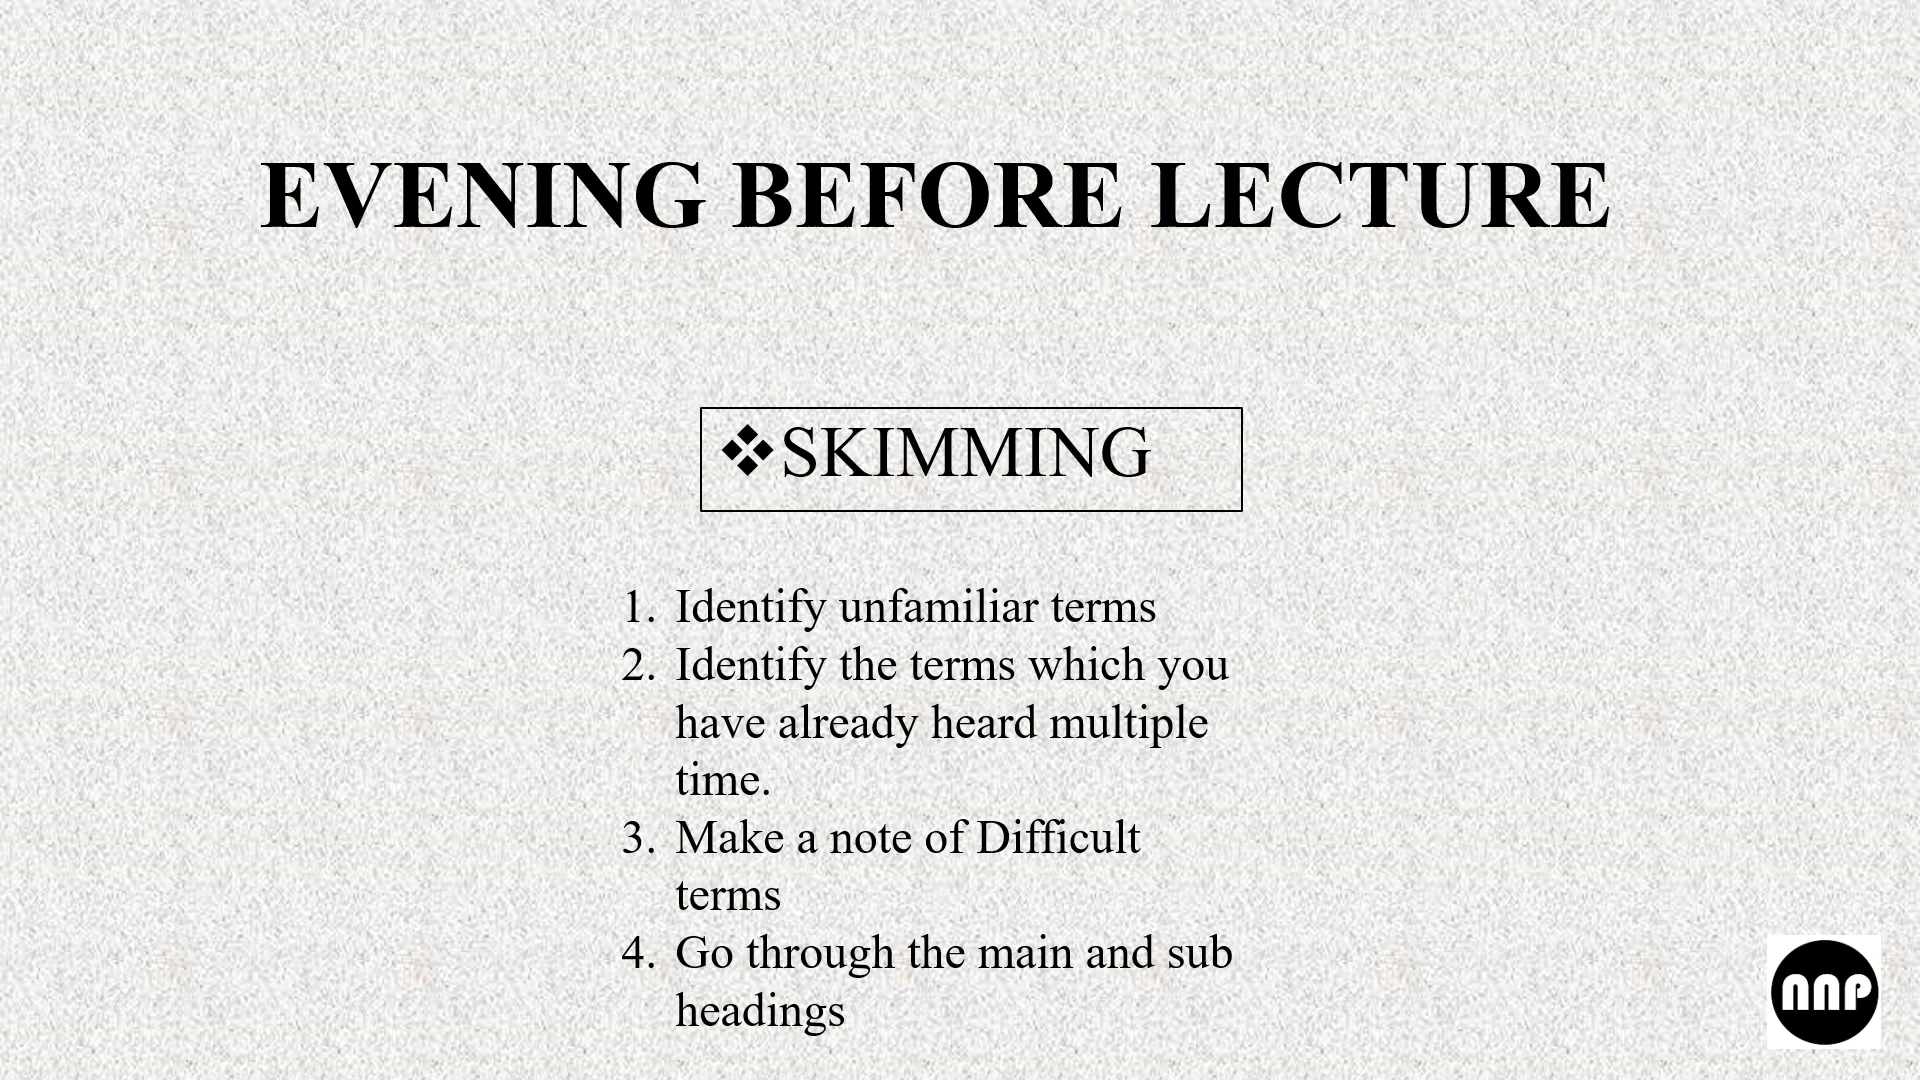 EVENING BEFORE LECTURE
❖SKIMMING
1. Identify unfamiliar terms
2. Identify the terms which you
have already heard multiple
time.
3. Make a note of Difficult
terms
4. Go through the main and sub
headings
nnp